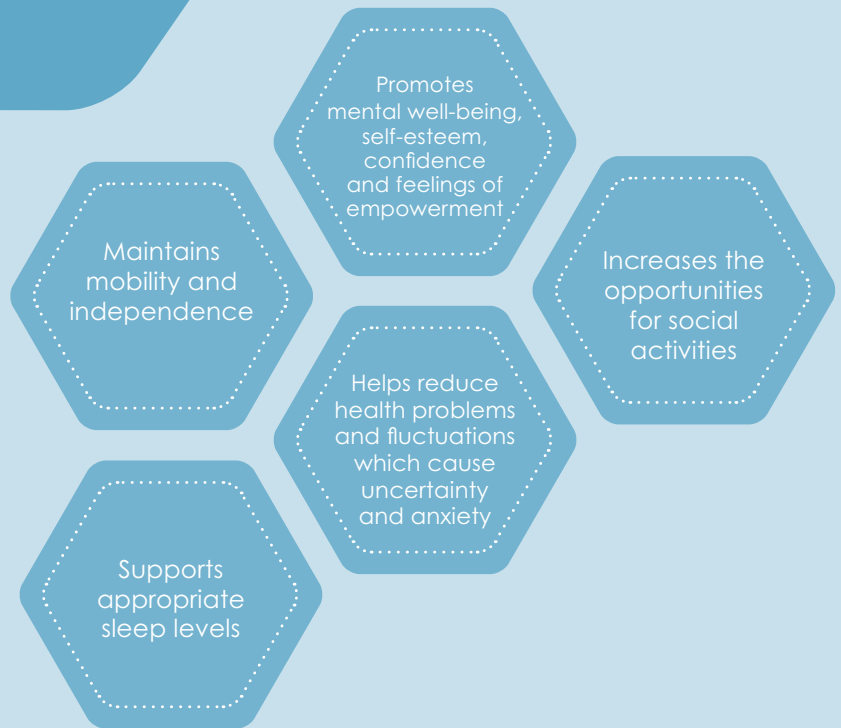 Promotes
mental well-being,
self-esteem,
confidence
and feelings of
empowerment
Maintains
mobility and
independence
Increases the
opportunities
for social
activities
Helps reduce
health problems
and fluctuations
which cause
uncertainty
and anxiety
Supports
appropriate
sleep levels